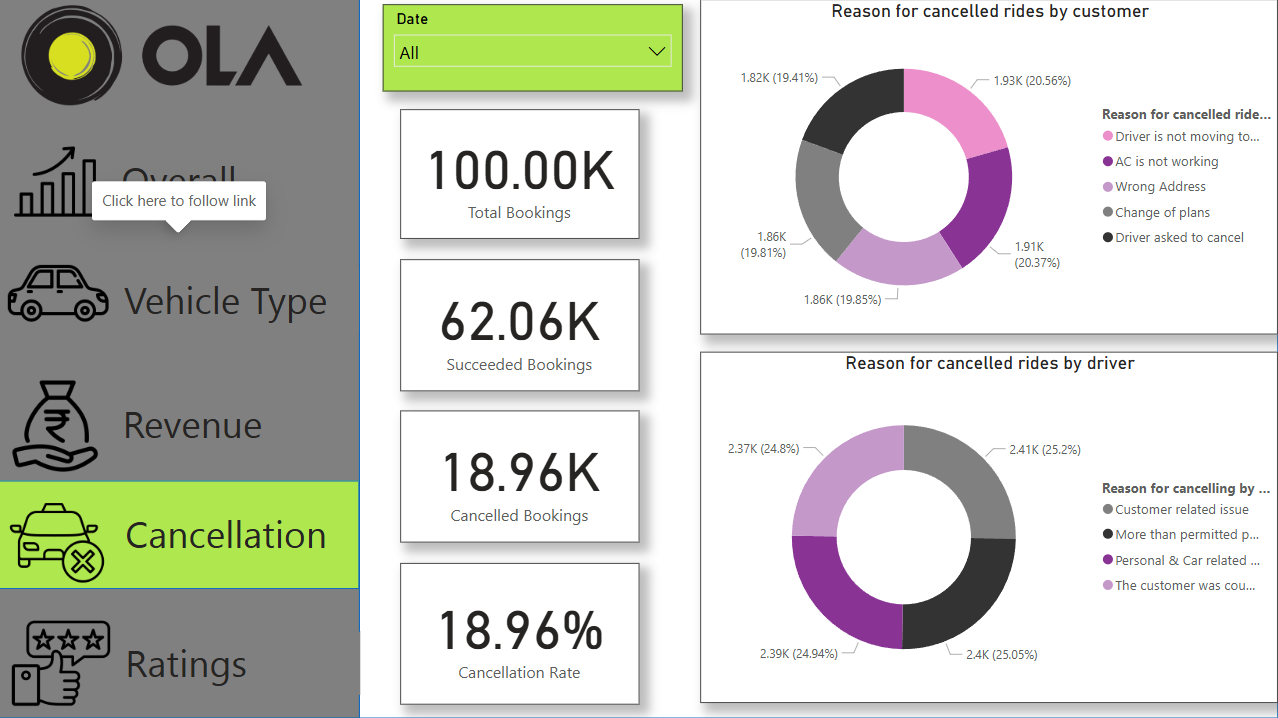 OLA
Overall
Click here to follow link
Vehicle Type
Revenue
Cancellation
Ratings
Date
All
100.00K
Total Bookings
62.06K
Succeeded Bookings
18.96K
Cancelled Bookings
18.96%
Cancellation Rate
Reason for cancelled rides by customer
1.82K (19.41%)
1.93K (20.56%)
1.86K
(19.81%)
1.91K
(20.37%)
1.86K (19.85%)
Reason for cancelled ride...
Driver is not moving to...
AC is not working
Wrong Address
Change of plans
Driver asked to cancel
Reason for cancelled rides by driver
2.37K (24.8%)
2.41K (25.2%)
2.39K (24.94%)
2.4K (25.05%)
Reason for cancelling by ...
Customer related issue
More than permitted p...
Personal & Car related ...
The customer was cou...